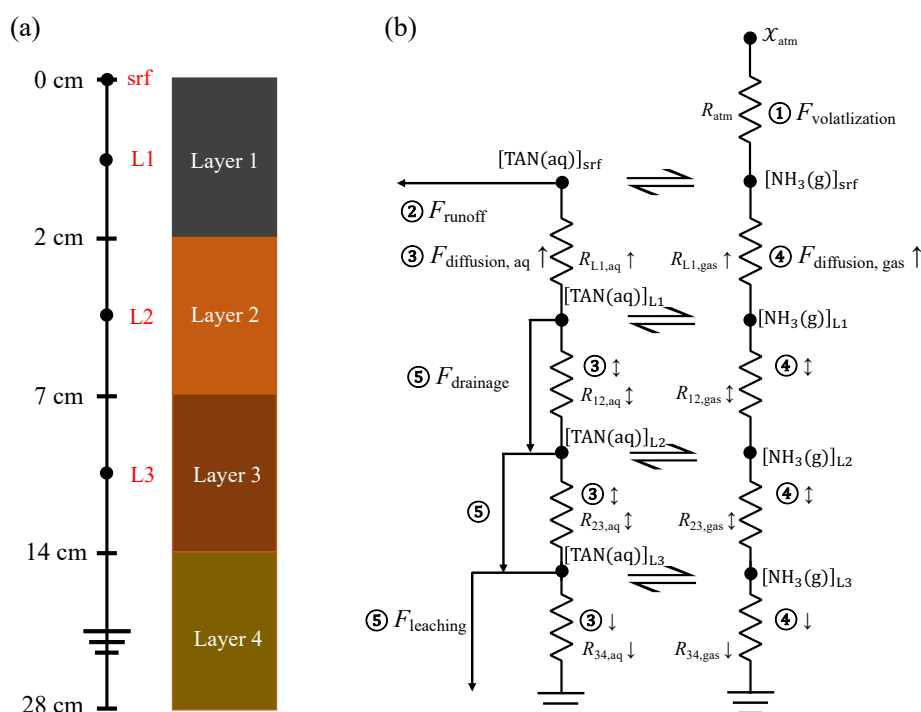 (a)
0 cm
srf
L1
Layer 1
2 cm
L2
Layer 2
7 cm
L3
Layer 3
14 cm
Layer 4
28 cm
(b)
χatm
Ratm
① Fvolatlization
[TAN(aq)]srf
[NH3(g)]srf
② Frunoff
③ Fdiffusion, aq ↑
RL1,aq ↑
RL1,gas ↑
④ Fdiffusion, gas ↑
[TAN(aq)]L1
[NH3(g)]L1
⑤ Fdrainage
③ ↕
R12,aq ↕
R12,gas ↕
④ ↕
[TAN(aq)]L2
[NH3(g)]L2
⑤
③ ↕
R23,aq ↕
R23,gas ↕
④ ↕
[TAN(aq)]L3
[NH3(g)]L3
⑤ Fleaching
③ ↓
R34,aq ↓
R34,gas ↓
④ ↓